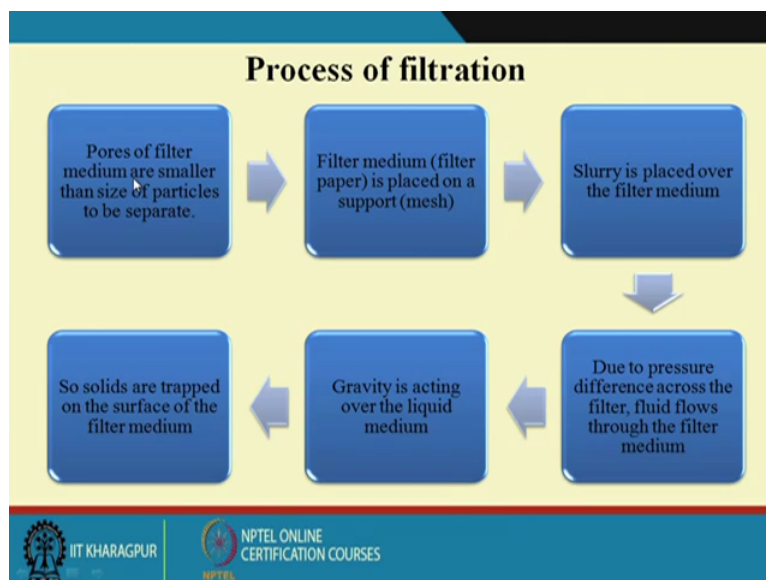 Process of filtration
Pores of filter
medium are smaller
than size of particles
to be separate.
Filter medium (filter
paper) is placed on a
support (mesh)
Slurry is placed over
the filter medium
Due to pressure
difference across the
filter, fluid flows
through the filter
medium
Gravity is acting
over the liquid
medium
So solids are trapped
on the surface of the
filter medium
IIT KHARAGPUR
NPTEL ONLINE
CERTIFICATION COURSES
NPTEL